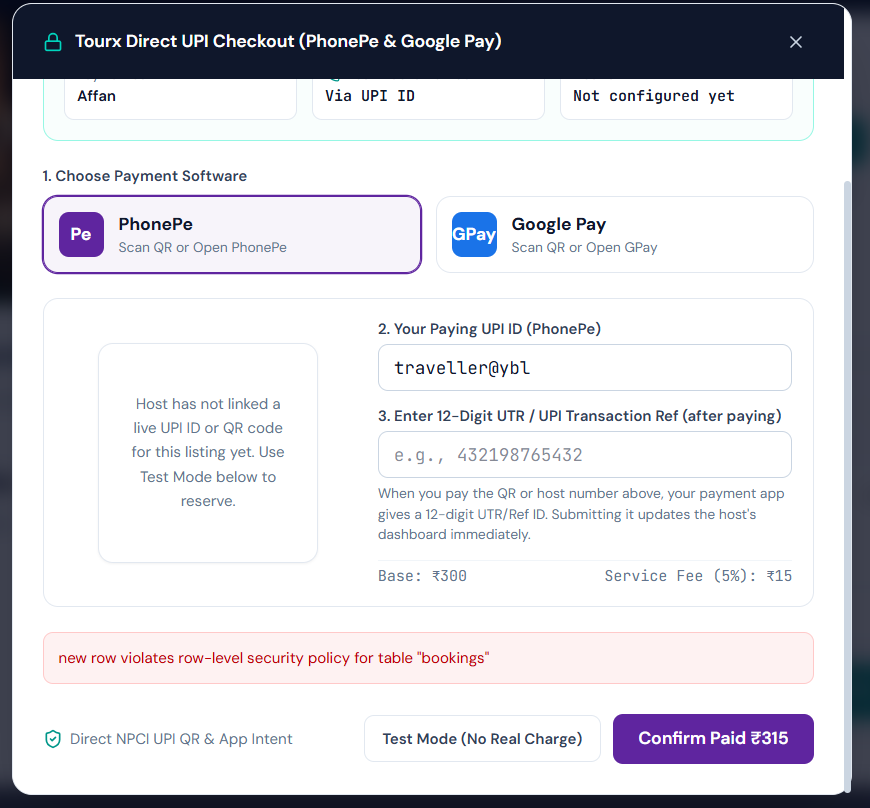 Tourx Direct UPI Checkout (PhonePe & Google Pay)
Affan
Via UPI ID
Not configured yet
1. Choose Payment Software
Pe
PhonePe
Scan QR or Open PhonePe
GPay
Google Pay
Scan QR or Open GPay
Host has not linked a
live UPI ID or QR code
for this listing yet. Use
Test Mode below to
reserve.
2. Your Paying UPI ID (PhonePe)
traveller@ybl
3. Enter 12-Digit UTR / UPI Transaction Ref (after paying)
e.g., 432198765432
When you pay the QR or host number above, your payment app
gives a 12-digit UTR/Ref ID. Submitting it updates the host's
dashboard immediately.
Base: ₹300
Service Fee (5%): ₹15
new row violates row-level security policy for table "bookings"
Direct NPCI UPI QR & App Intent
Test Mode (No Real Charge)
Confirm Paid ₹315